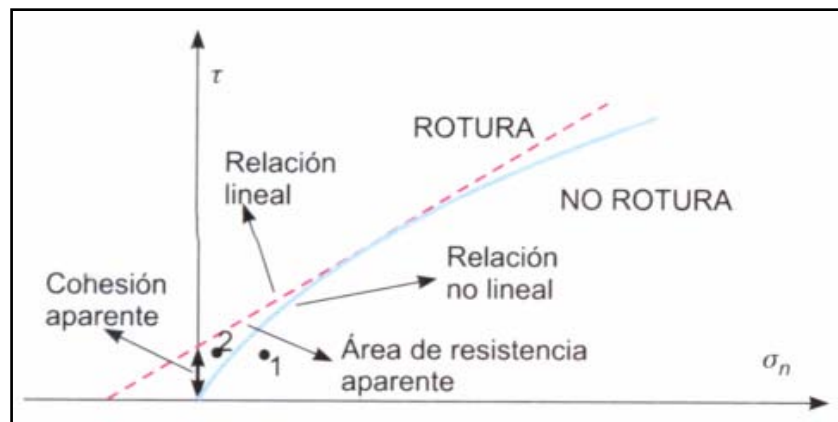 τ
ROTURA
Relación
lineal
NO ROTURA
Cohesión
aparente
Relación
no lineal
2
1
Área de resistencia
aparente
σn